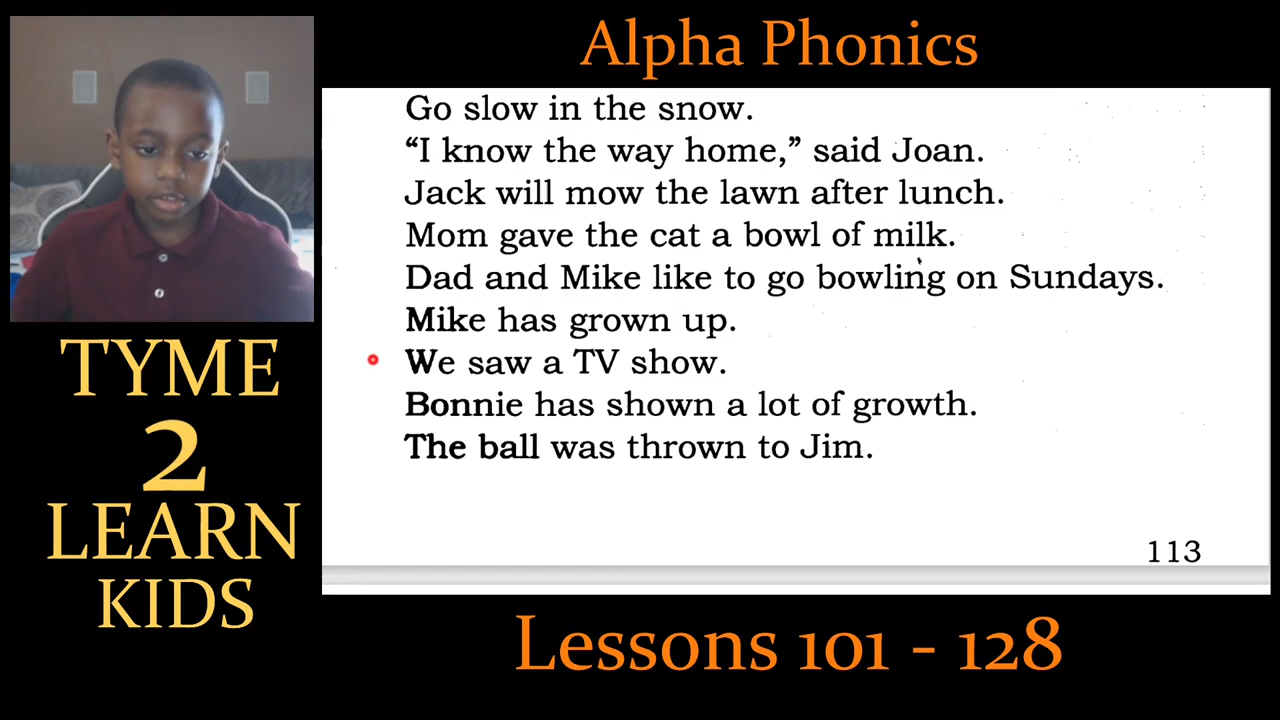 Alpha Phonics
Go slow in the snow.
“I know the way home,” said Joan.
Jack will mow the lawn after lunch.
Mom gave the cat a bowl of milk.
Dad and Mike like to go bowling on Sundays.
Mike has grown up.
We saw a TV show.
Bonnie has shown a lot of growth.
The ball was thrown to Jim.
113
TYME
2
LEARN
KIDS
Lessons 101 - 128